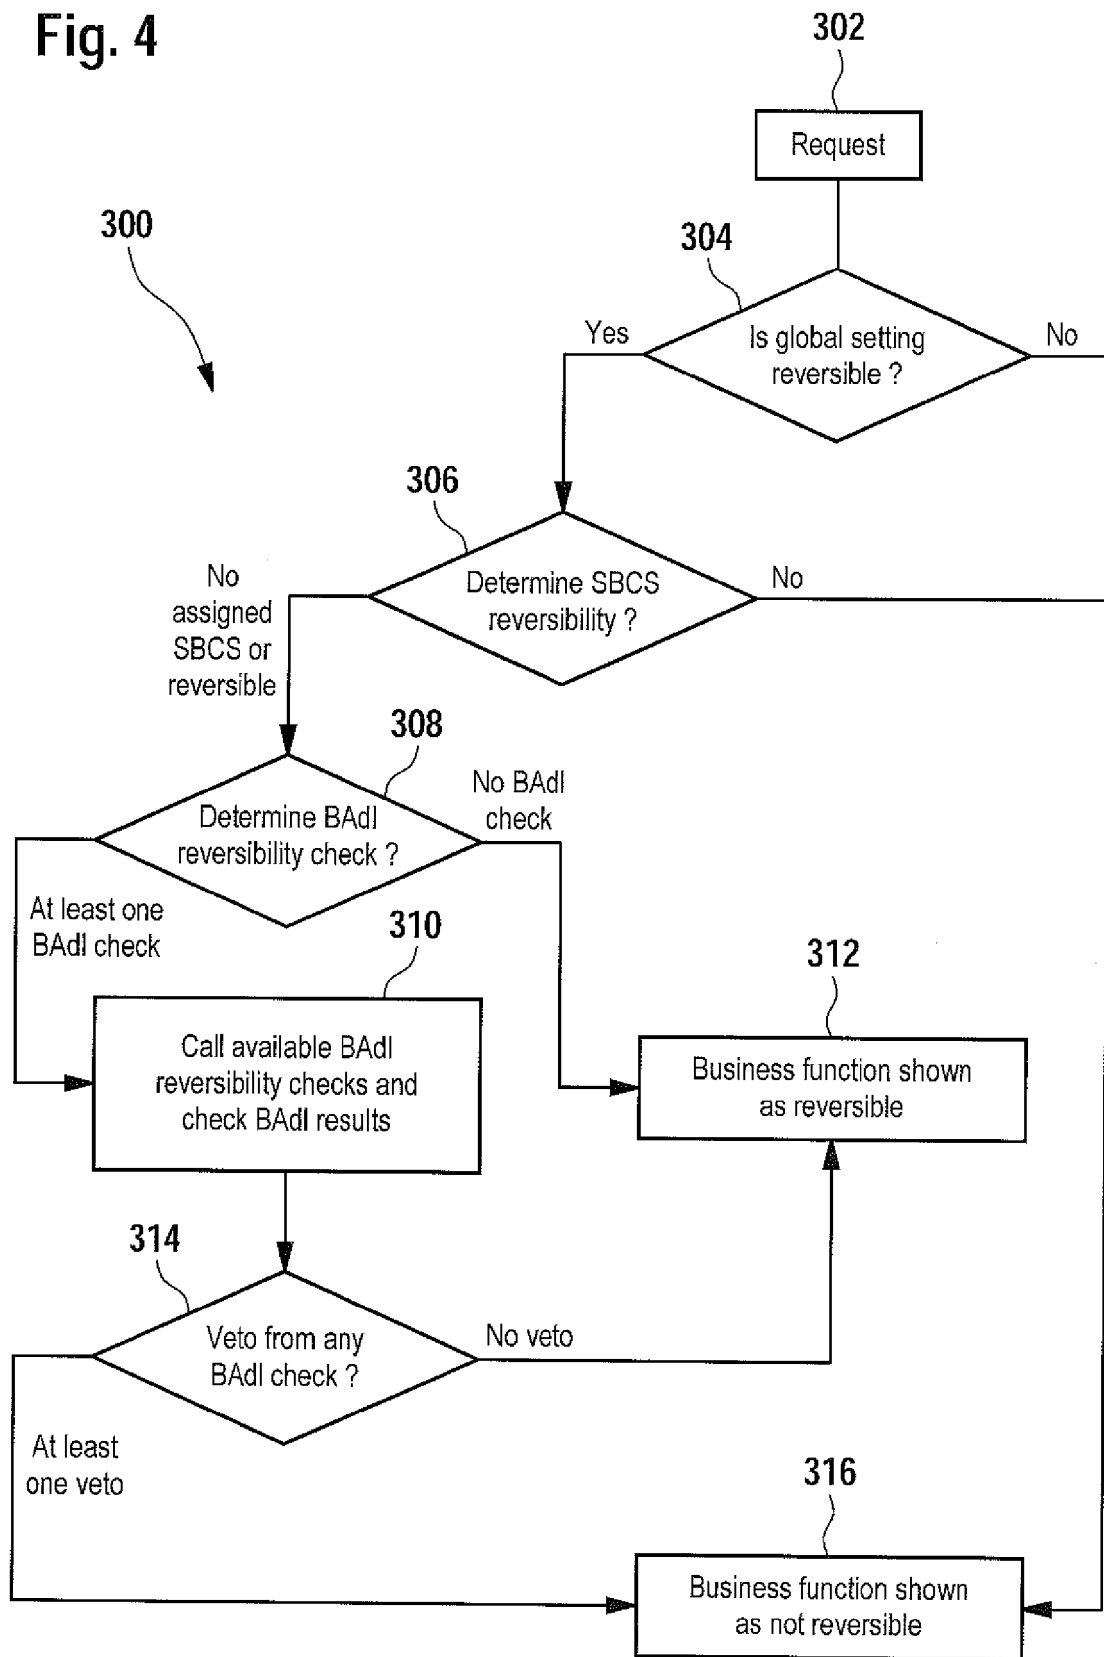 Fig. 4
302
Request
300
304
Is global setting
reversible ?
Yes
No
306
Determine SBCS
reversibility ?
No
No
assigned
SBCS or
reversible
308
Determine BAdI
reversibility check ?
No BAdI
check
At least one
BAdI check
310
Call available BAdI
reversibility checks and
check BAdI results
312
Business function shown
as reversible
314
Veto from any
BAdI check ?
No veto
At least
one veto
316
Business function shown
as not reversible